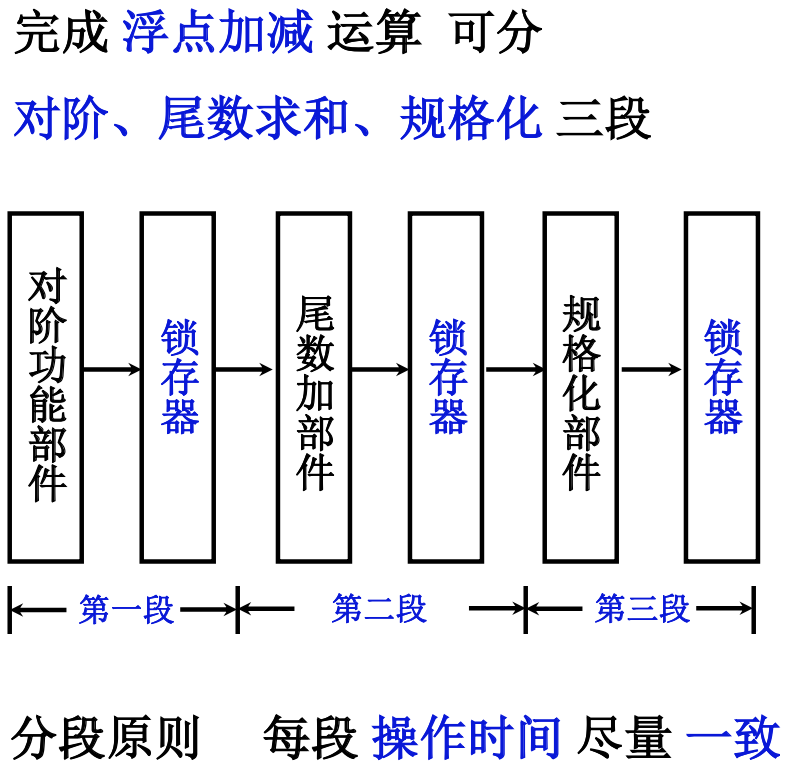 完成 浮点加减 运算 可分
对阶、尾数求和、规格化 三段
对阶功能部件
锁存器
尾数加部件
锁存器
规格化部件
锁存器
第一段
第二段
第三段
分段原则 每段 操作时间 尽量 一致